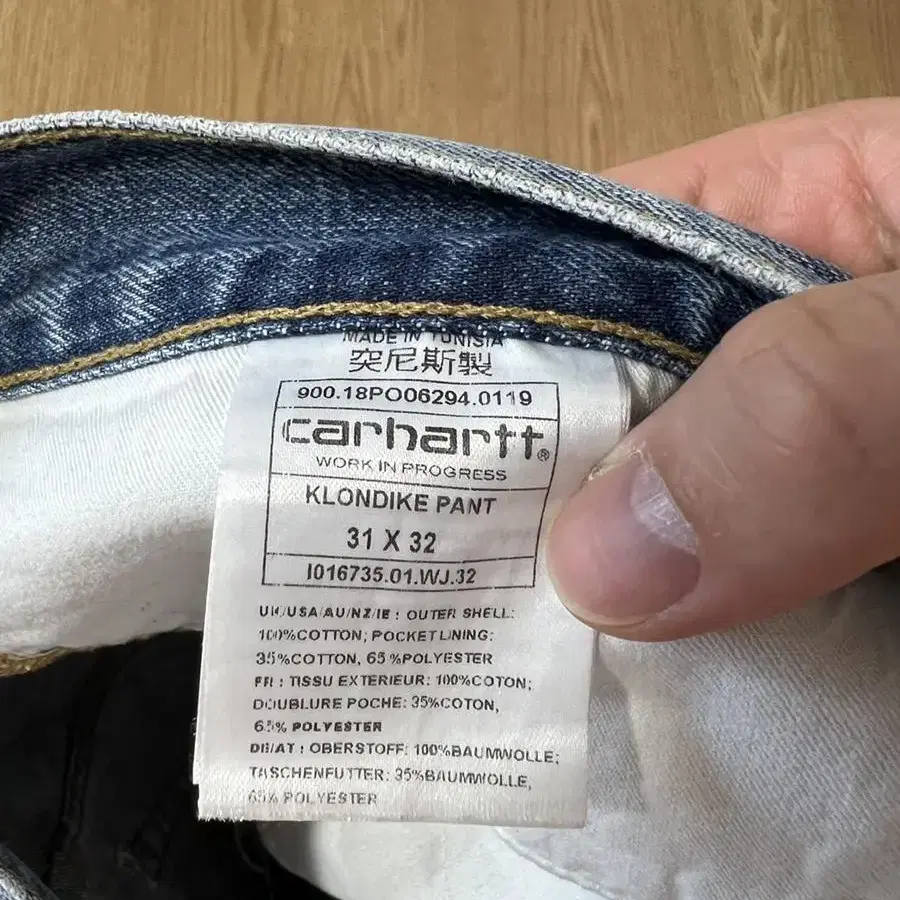 MADE IN TUNISIA
突尼斯製
900.18PO06294.0119
carhartt®
WORK IN PROGRESS
KLONDIKE PANT
31 X 32
I016735.01.WJ.32
UK/USA/AU/NZ/IE : OUTER SHELL:
100%COTTON; POCKET LINING:
35%COTTON, 65%POLYESTER
FR : TISSU EXTERIEUR: 100%COTON;
DOUBLURE POCHE: 35%COTON,
65% POLYESTER
DE/AT : OBERSTOFF: 100%BAUMWOLLE;
TASCHENFUTTER: 35%BAUMWOLLE,
65% POLYESTER